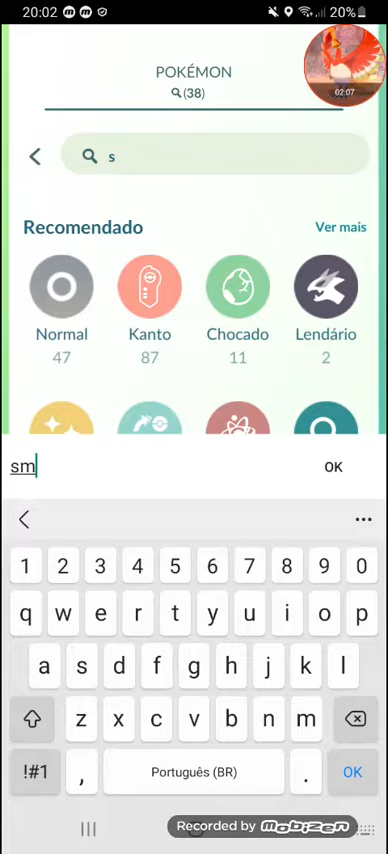 20:02
20%
02:07
POKÉMON
(38)
s
Recomendado
Ver mais
Normal
Kanto
Chocado
Lendário
47
87
11
2
sm
OK
1 2 3 4 5 6 7 8 9 0
q w e r t y u i o p
a s d f g h j k l
z x c v b n m
!#1 , Português (BR) . OK
Recorded by MOBIZEN